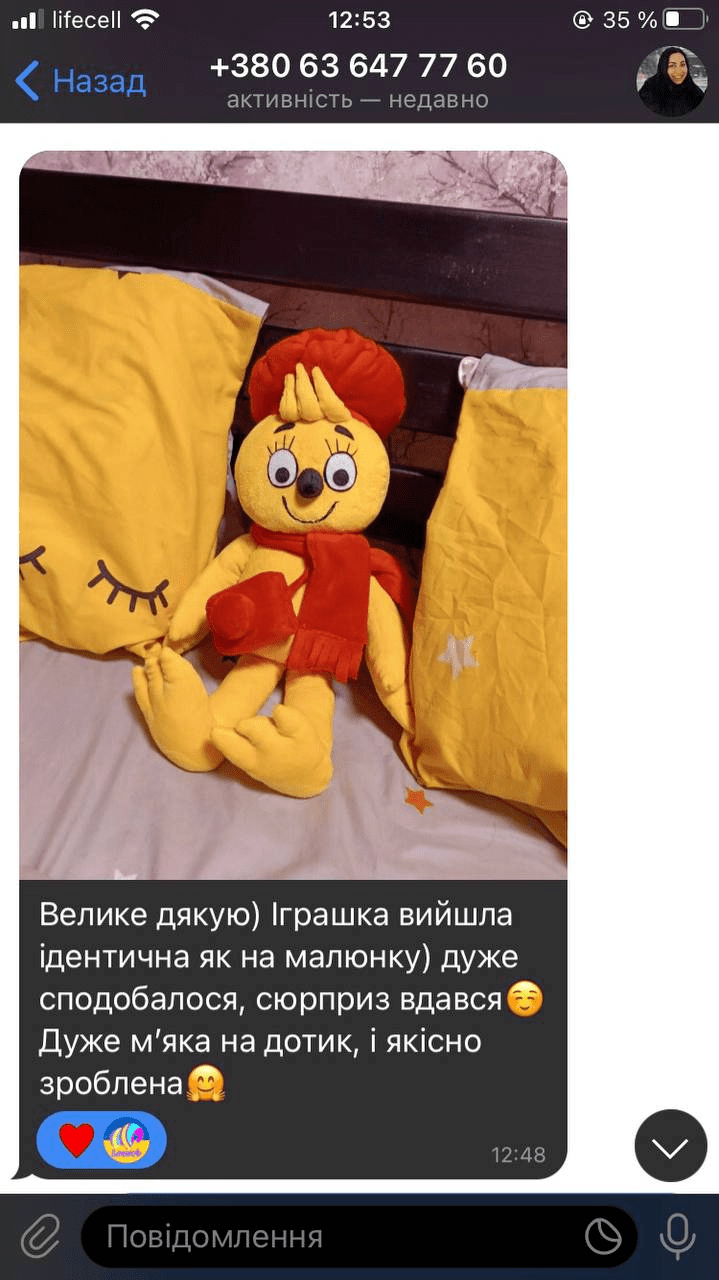 lifecell 12:53 35 %
Назад
+380 63 647 77 60
активність — недавно
Велике дякую) Іграшка вийшла
ідентична як на малюнку) дуже
сподобалося, сюрприз вдався☺️
Дуже м’яка на дотик, і якісно
зроблена🤗
12:48
Повідомлення